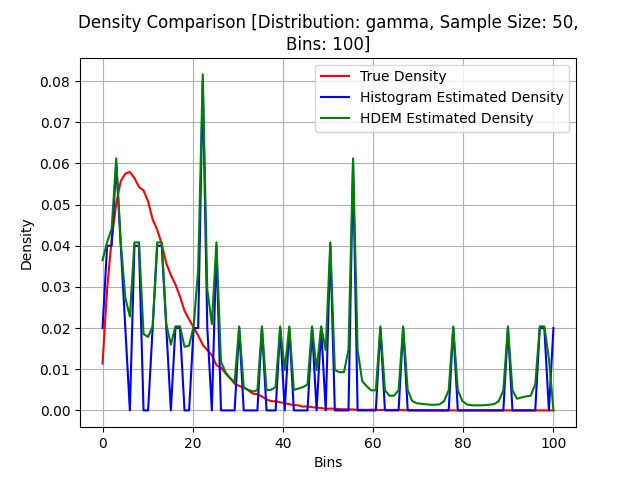 Density Comparison [Distribution: gamma, Sample Size: 50,
Bins: 100]
True Density
Histogram Estimated Density
HDEM Estimated Density
Density
0.08
0.07
0.06
0.05
0.04
0.03
0.02
0.01
0.00
0 20 40 60 80 100
Bins